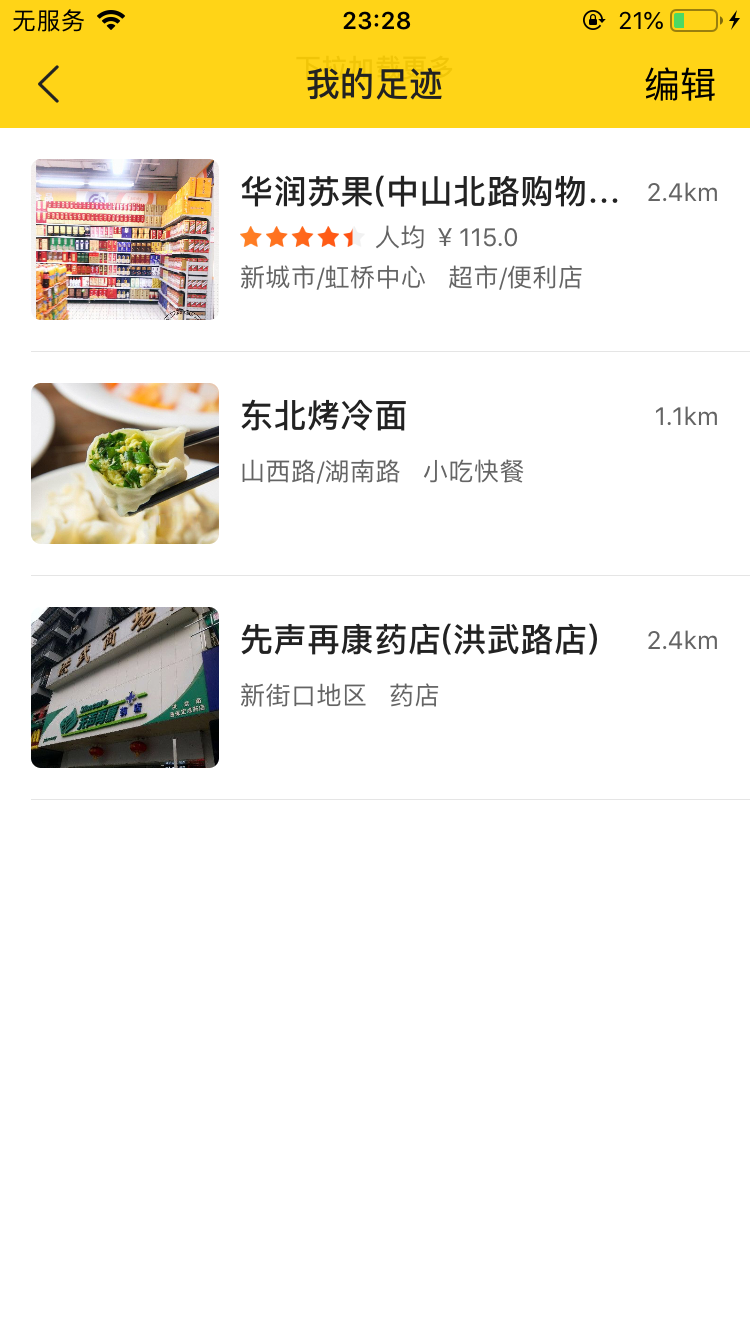 无服务 23:28 21%
下拉加载更多
我的足迹 编辑
华润苏果(中山北路购物... 2.4km
人均 ￥115.0
新城市/虹桥中心 超市/便利店
东北烤冷面 1.1km
山西路/湖南路 小吃快餐
先声再康药店(洪武路店) 2.4km
新街口地区 药店